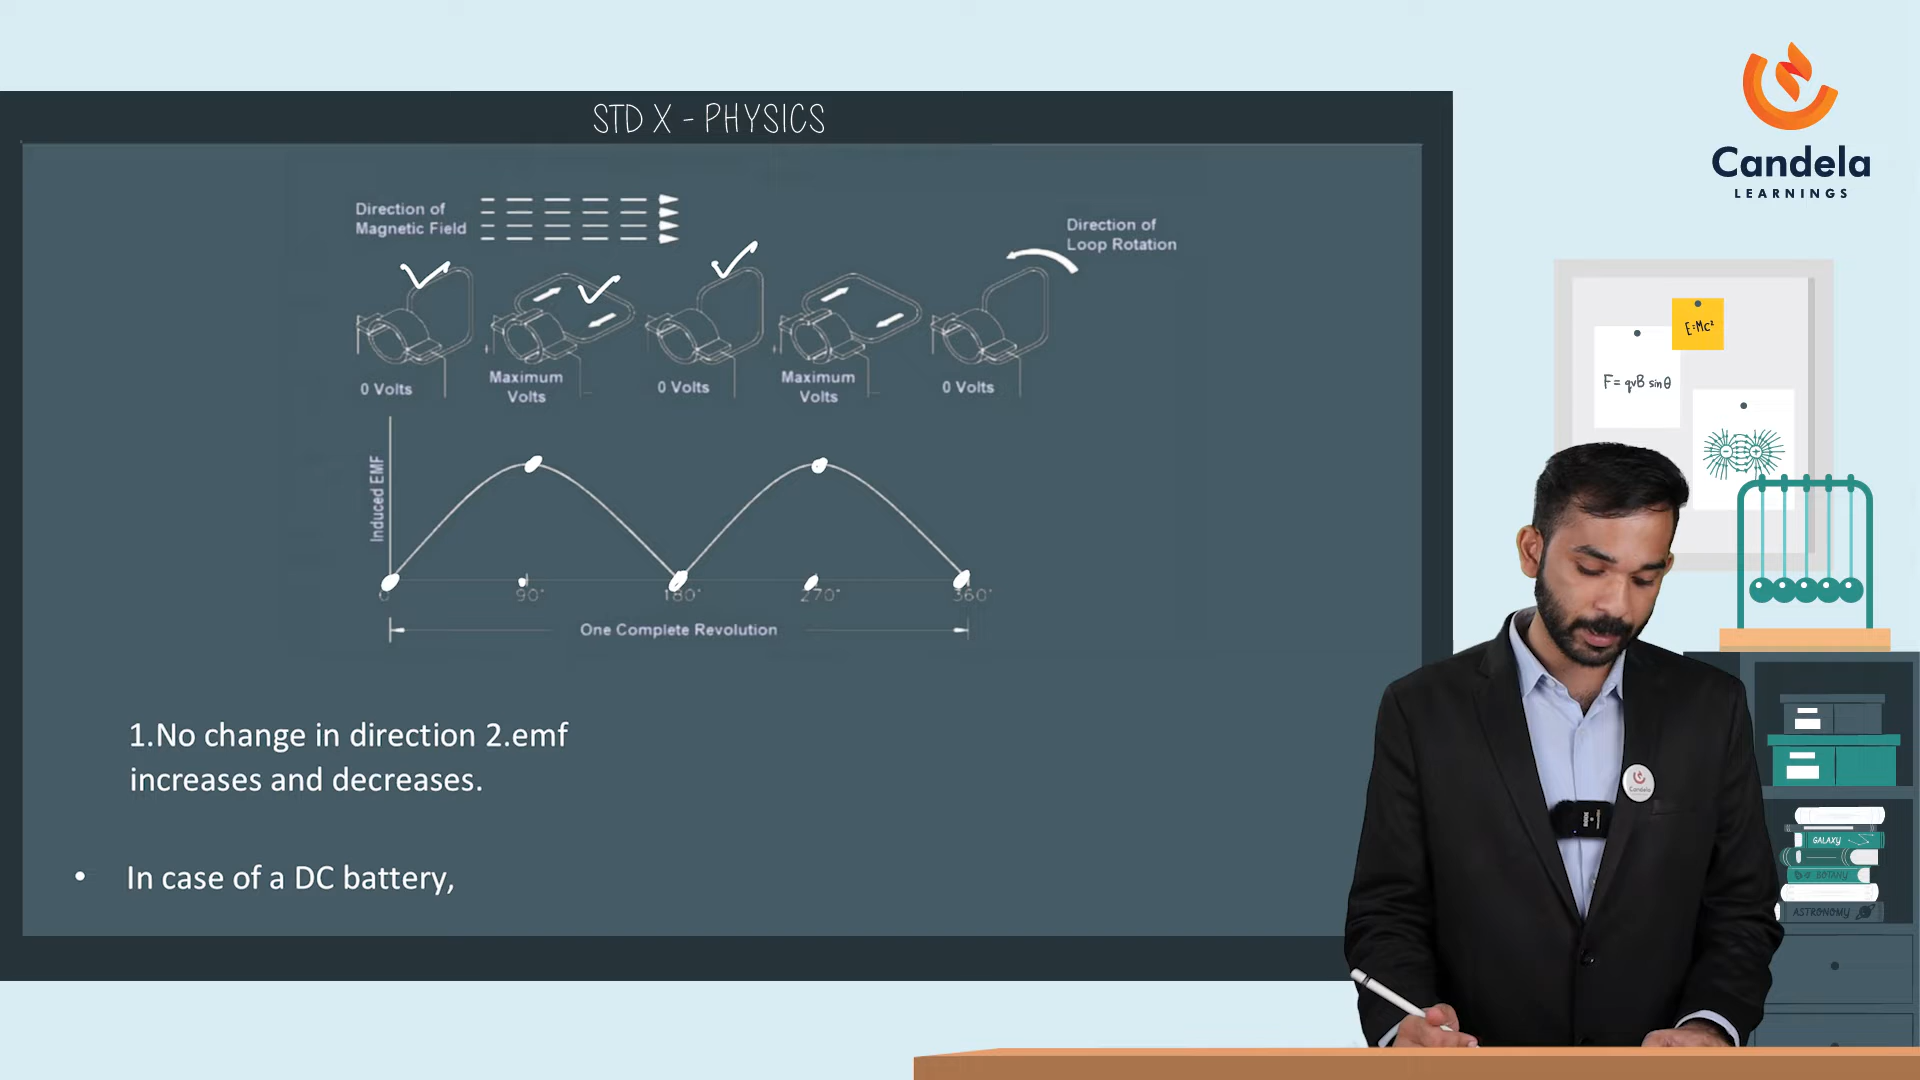 STD X - PHYSICS
Candela
LEARNINGS
Direction of
Magnetic Field
Direction of
Loop Rotation
0 Volts
Maximum
Volts
0 Volts
Maximum
Volts
0 Volts
Induced EMF
0
90°
180°
270°
360°
One Complete Revolution
1.No change in direction 2.emf
increases and decreases.
• In case of a DC battery,
E=Mc²
F= qvB sinθ
Candela
GALAXY
BOTANY
ASTRONOMY